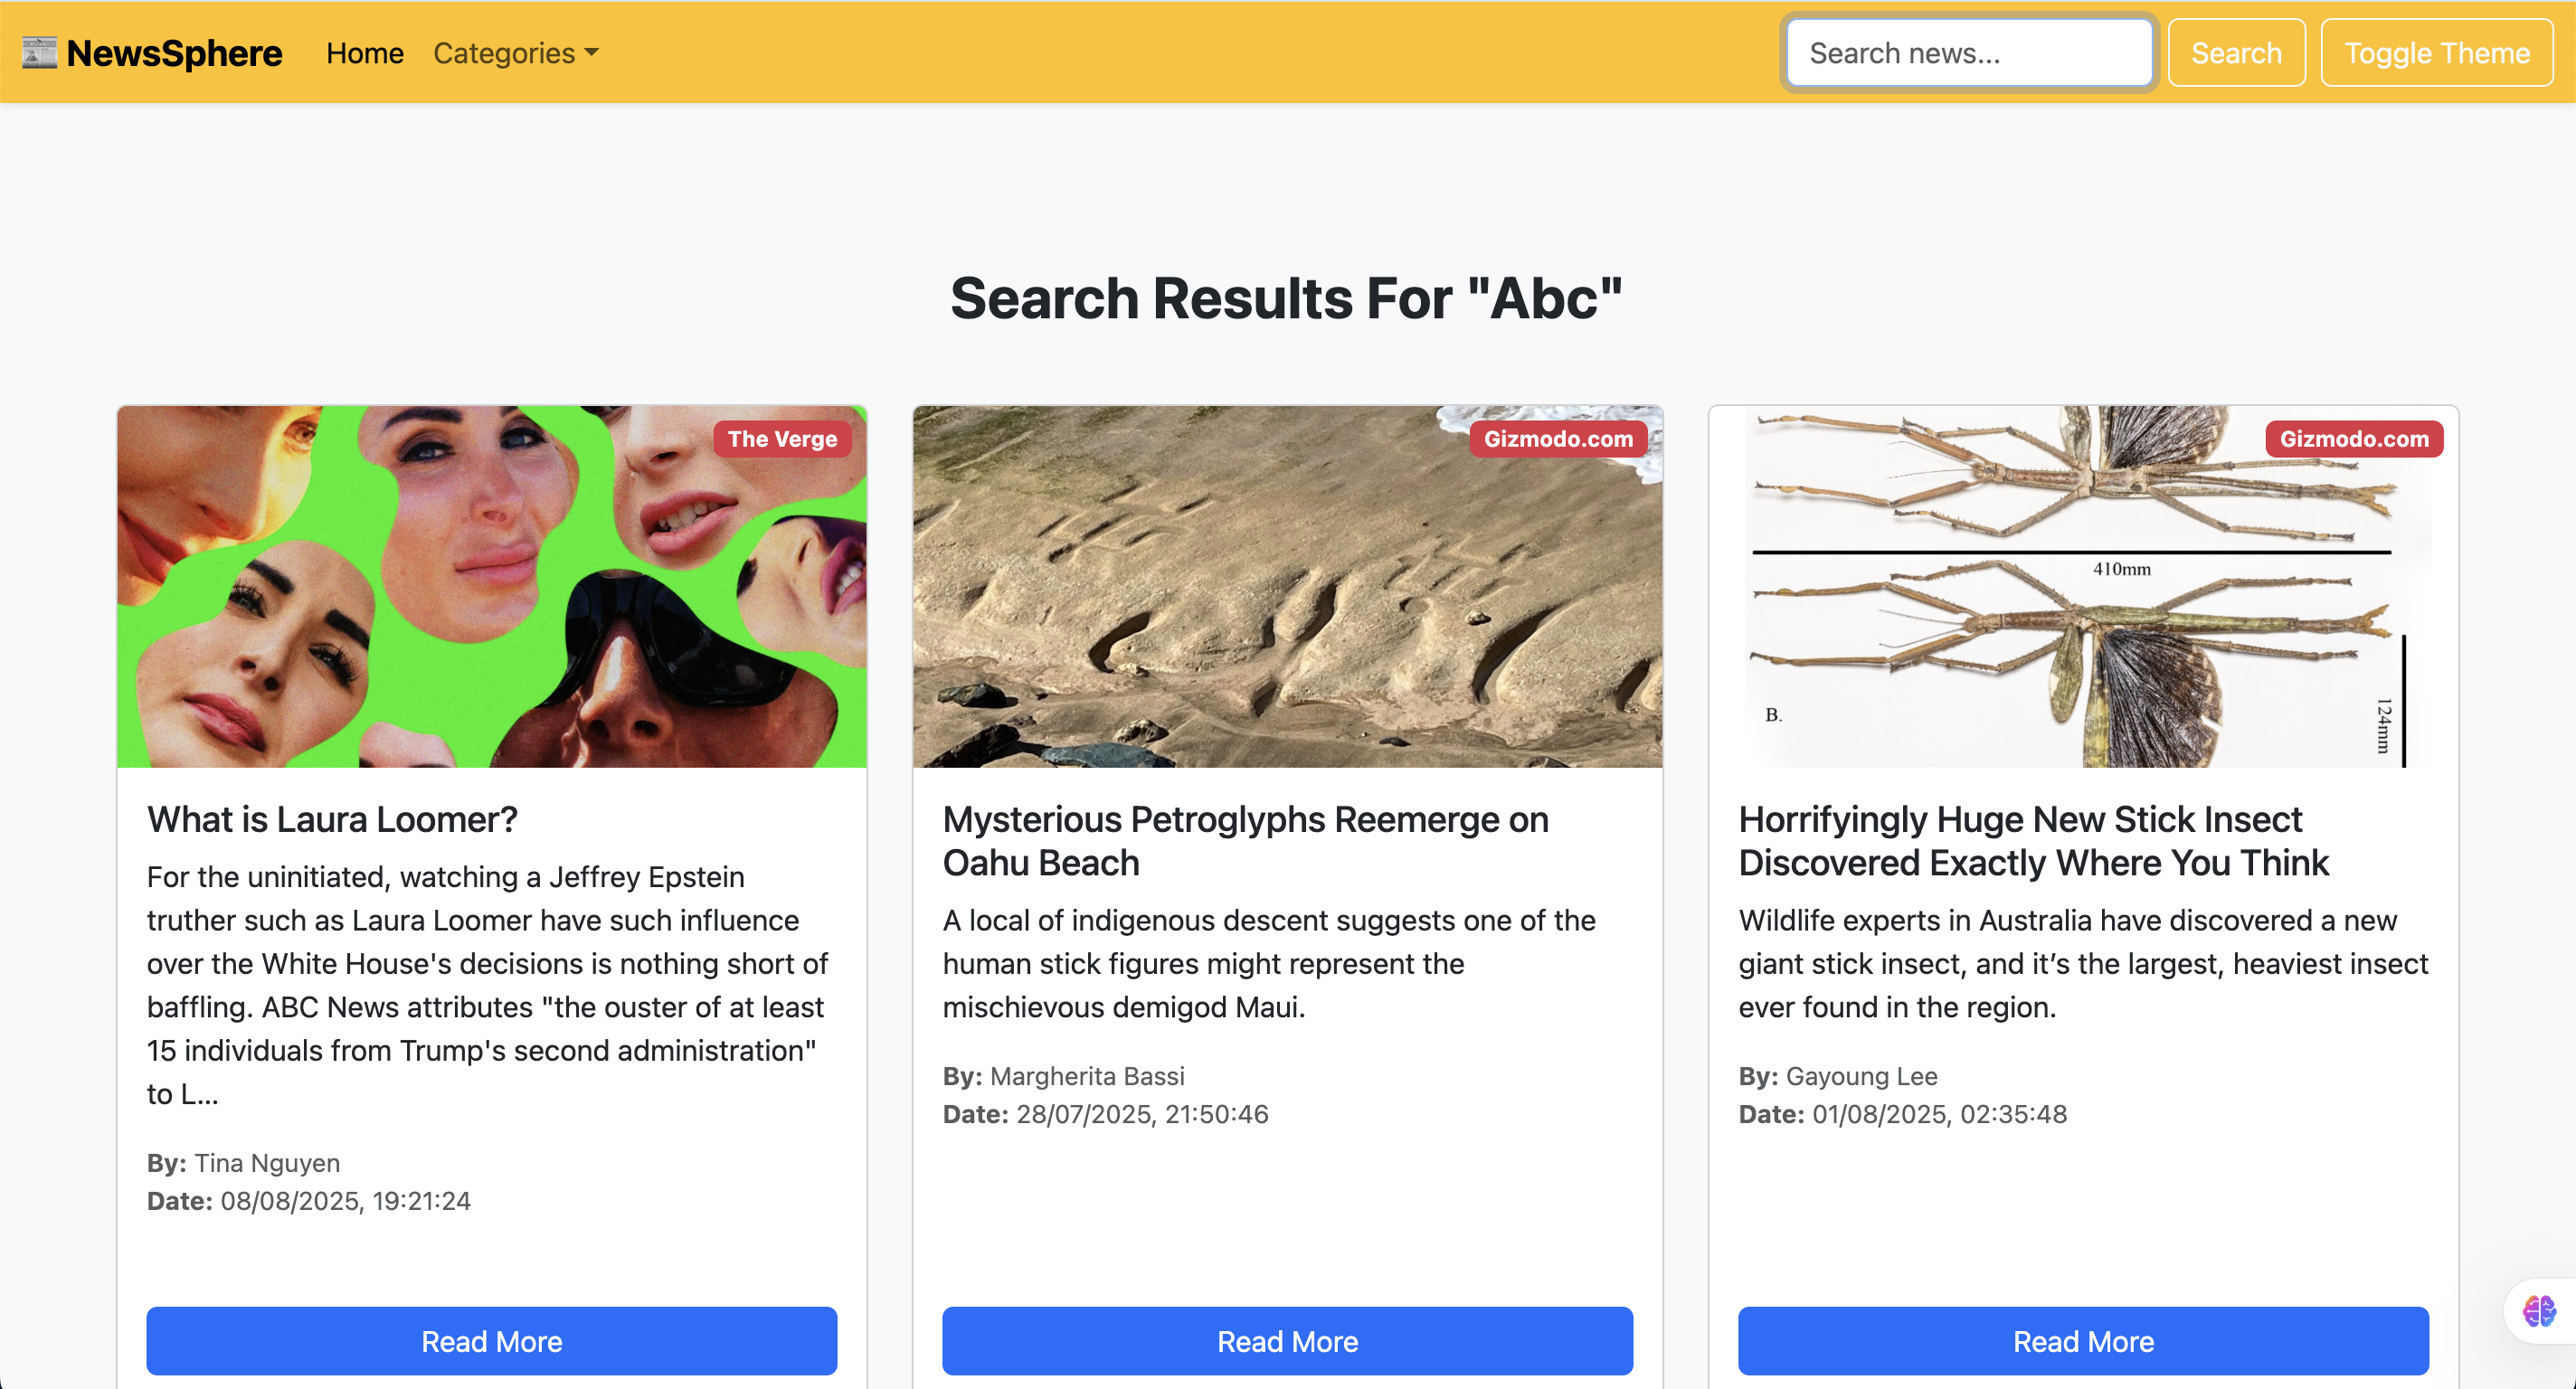 NewsSphere Home Categories Search news... Search Toggle Theme
Search Results For "Abc"
The Verge
What is Laura Loomer?
For the uninitiated, watching a Jeffrey Epstein
truther such as Laura Loomer have such influence
over the White House's decisions is nothing short of
baffling. ABC News attributes "the ouster of at least
15 individuals from Trump's second administration"
to L...
By: Tina Nguyen
Date: 08/08/2025, 19:21:24
Read More
Gizmodo.com
Mysterious Petroglyphs Reemerge on
Oahu Beach
A local of indigenous descent suggests one of the
human stick figures might represent the
mischievous demigod Maui.
By: Margherita Bassi
Date: 28/07/2025, 21:50:46
Read More
Gizmodo.com
410mm
B.
124mm
Horrifyingly Huge New Stick Insect
Discovered Exactly Where You Think
Wildlife experts in Australia have discovered a new
giant stick insect, and it’s the largest, heaviest insect
ever found in the region.
By: Gayoung Lee
Date: 01/08/2025, 02:35:48
Read More